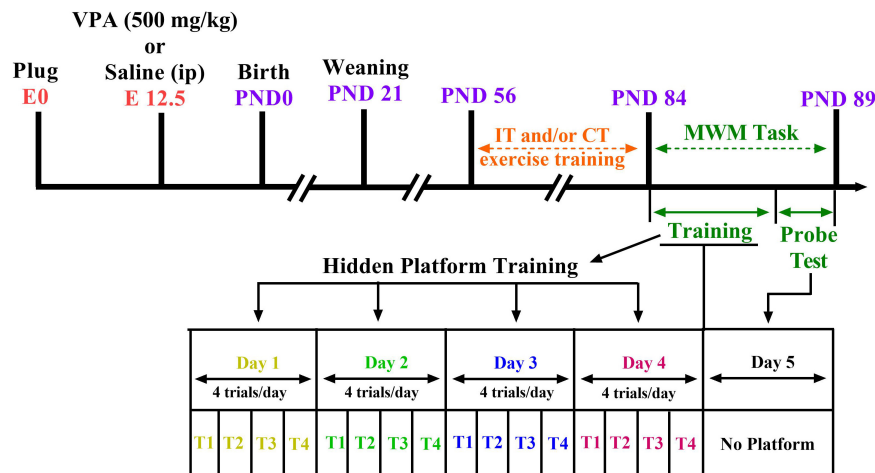 VPA (500 mg/kg)
or
Saline (ip)
Plug
E0
E 12.5
Birth
PND0
Weaning
PND 21
PND 56
PND 84
PND 89
IT and/or CT
exercise training
MWM Task
Training
Probe
Test
Hidden Platform Training
Day 1
4 trials/day
Day 2
4 trials/day
Day 3
4 trials/day
Day 4
4 trials/day
Day 5
T1 T2 T3 T4
T1 T2 T3 T4
T1 T2 T3 T4
T1 T2 T3 T4
No Platform